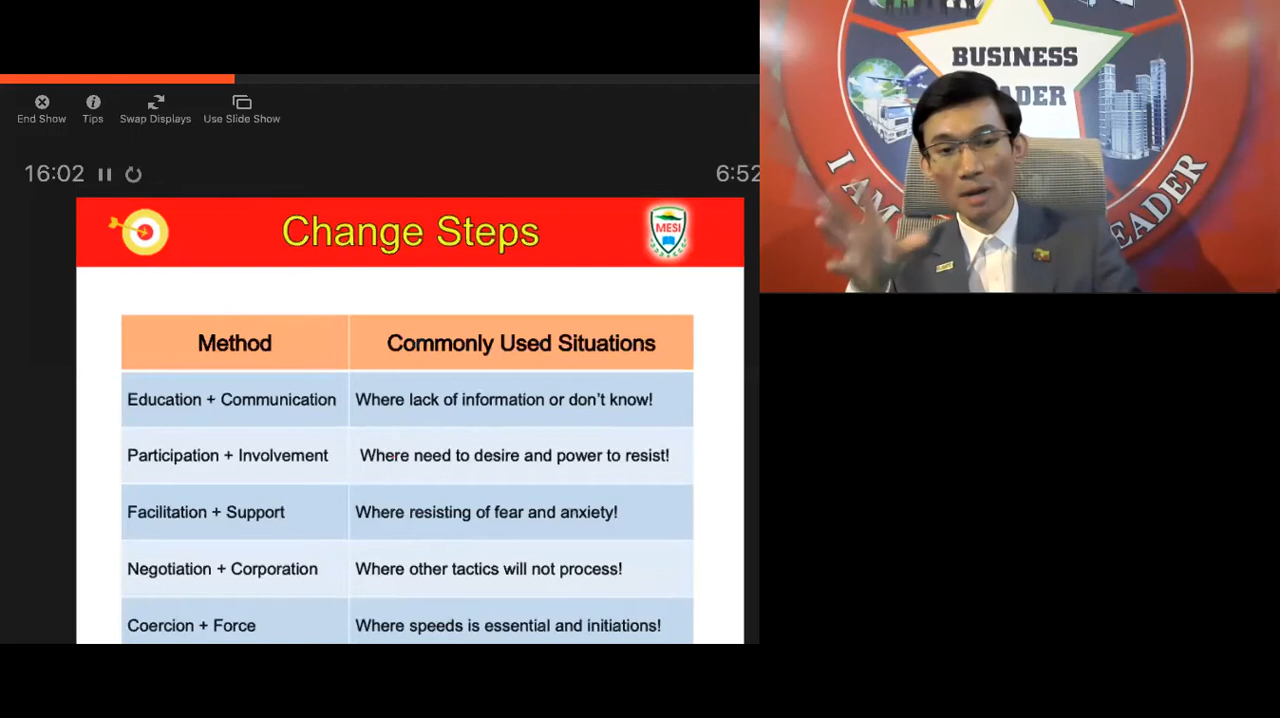 End Show
Tips
Swap Displays
Use Slide Show
16:02
6:52
Change Steps
MESI
Method
Commonly Used Situations
Education + Communication
Where lack of information or don't know!
Participation + Involvement
Where need to desire and power to resist!
Facilitation + Support
Where resisting of fear and anxiety!
Negotiation + Corporation
Where other tactics will not process!
Coercion + Force
Where speeds is essential and initiations!
BUSINESS
ADER
I AM
EADER